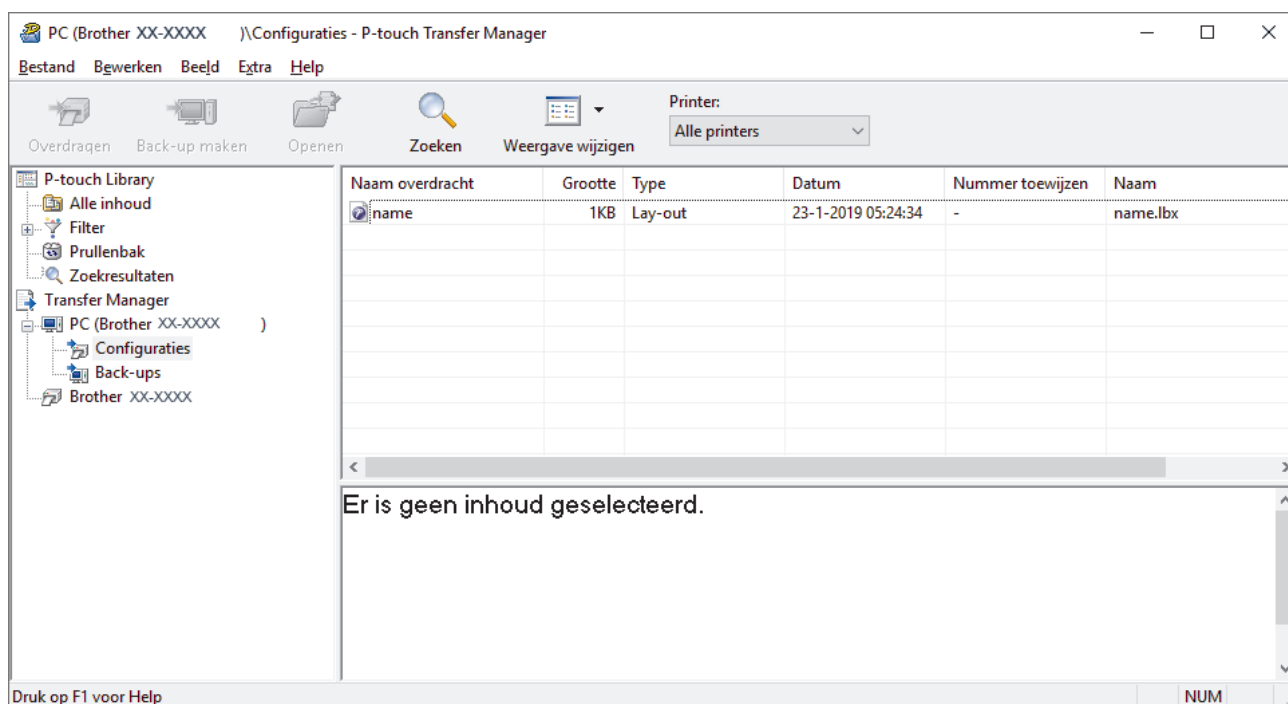 PC (Brother XX-XXXX )\Configuraties - P-touch Transfer Manager
Bestand Bewerken Beeld Extra Help
Printer:
Alle printers
Overdragen Back-up maken Openen Zoeken Weergave wijzigen
P-touch Library
Alle inhoud
Filter
Prullenbak
Zoekresultaten
Transfer Manager
PC (Brother XX-XXXX )
Configuraties
Back-ups
Brother XX-XXXX
Naam overdracht Grootte Type Datum Nummer toewijzen Naam
name 1KB Lay-out 23-1-2019 05:24:34 - name.lbx
Er is geen inhoud geselecteerd.
Druk op F1 voor Help NUM